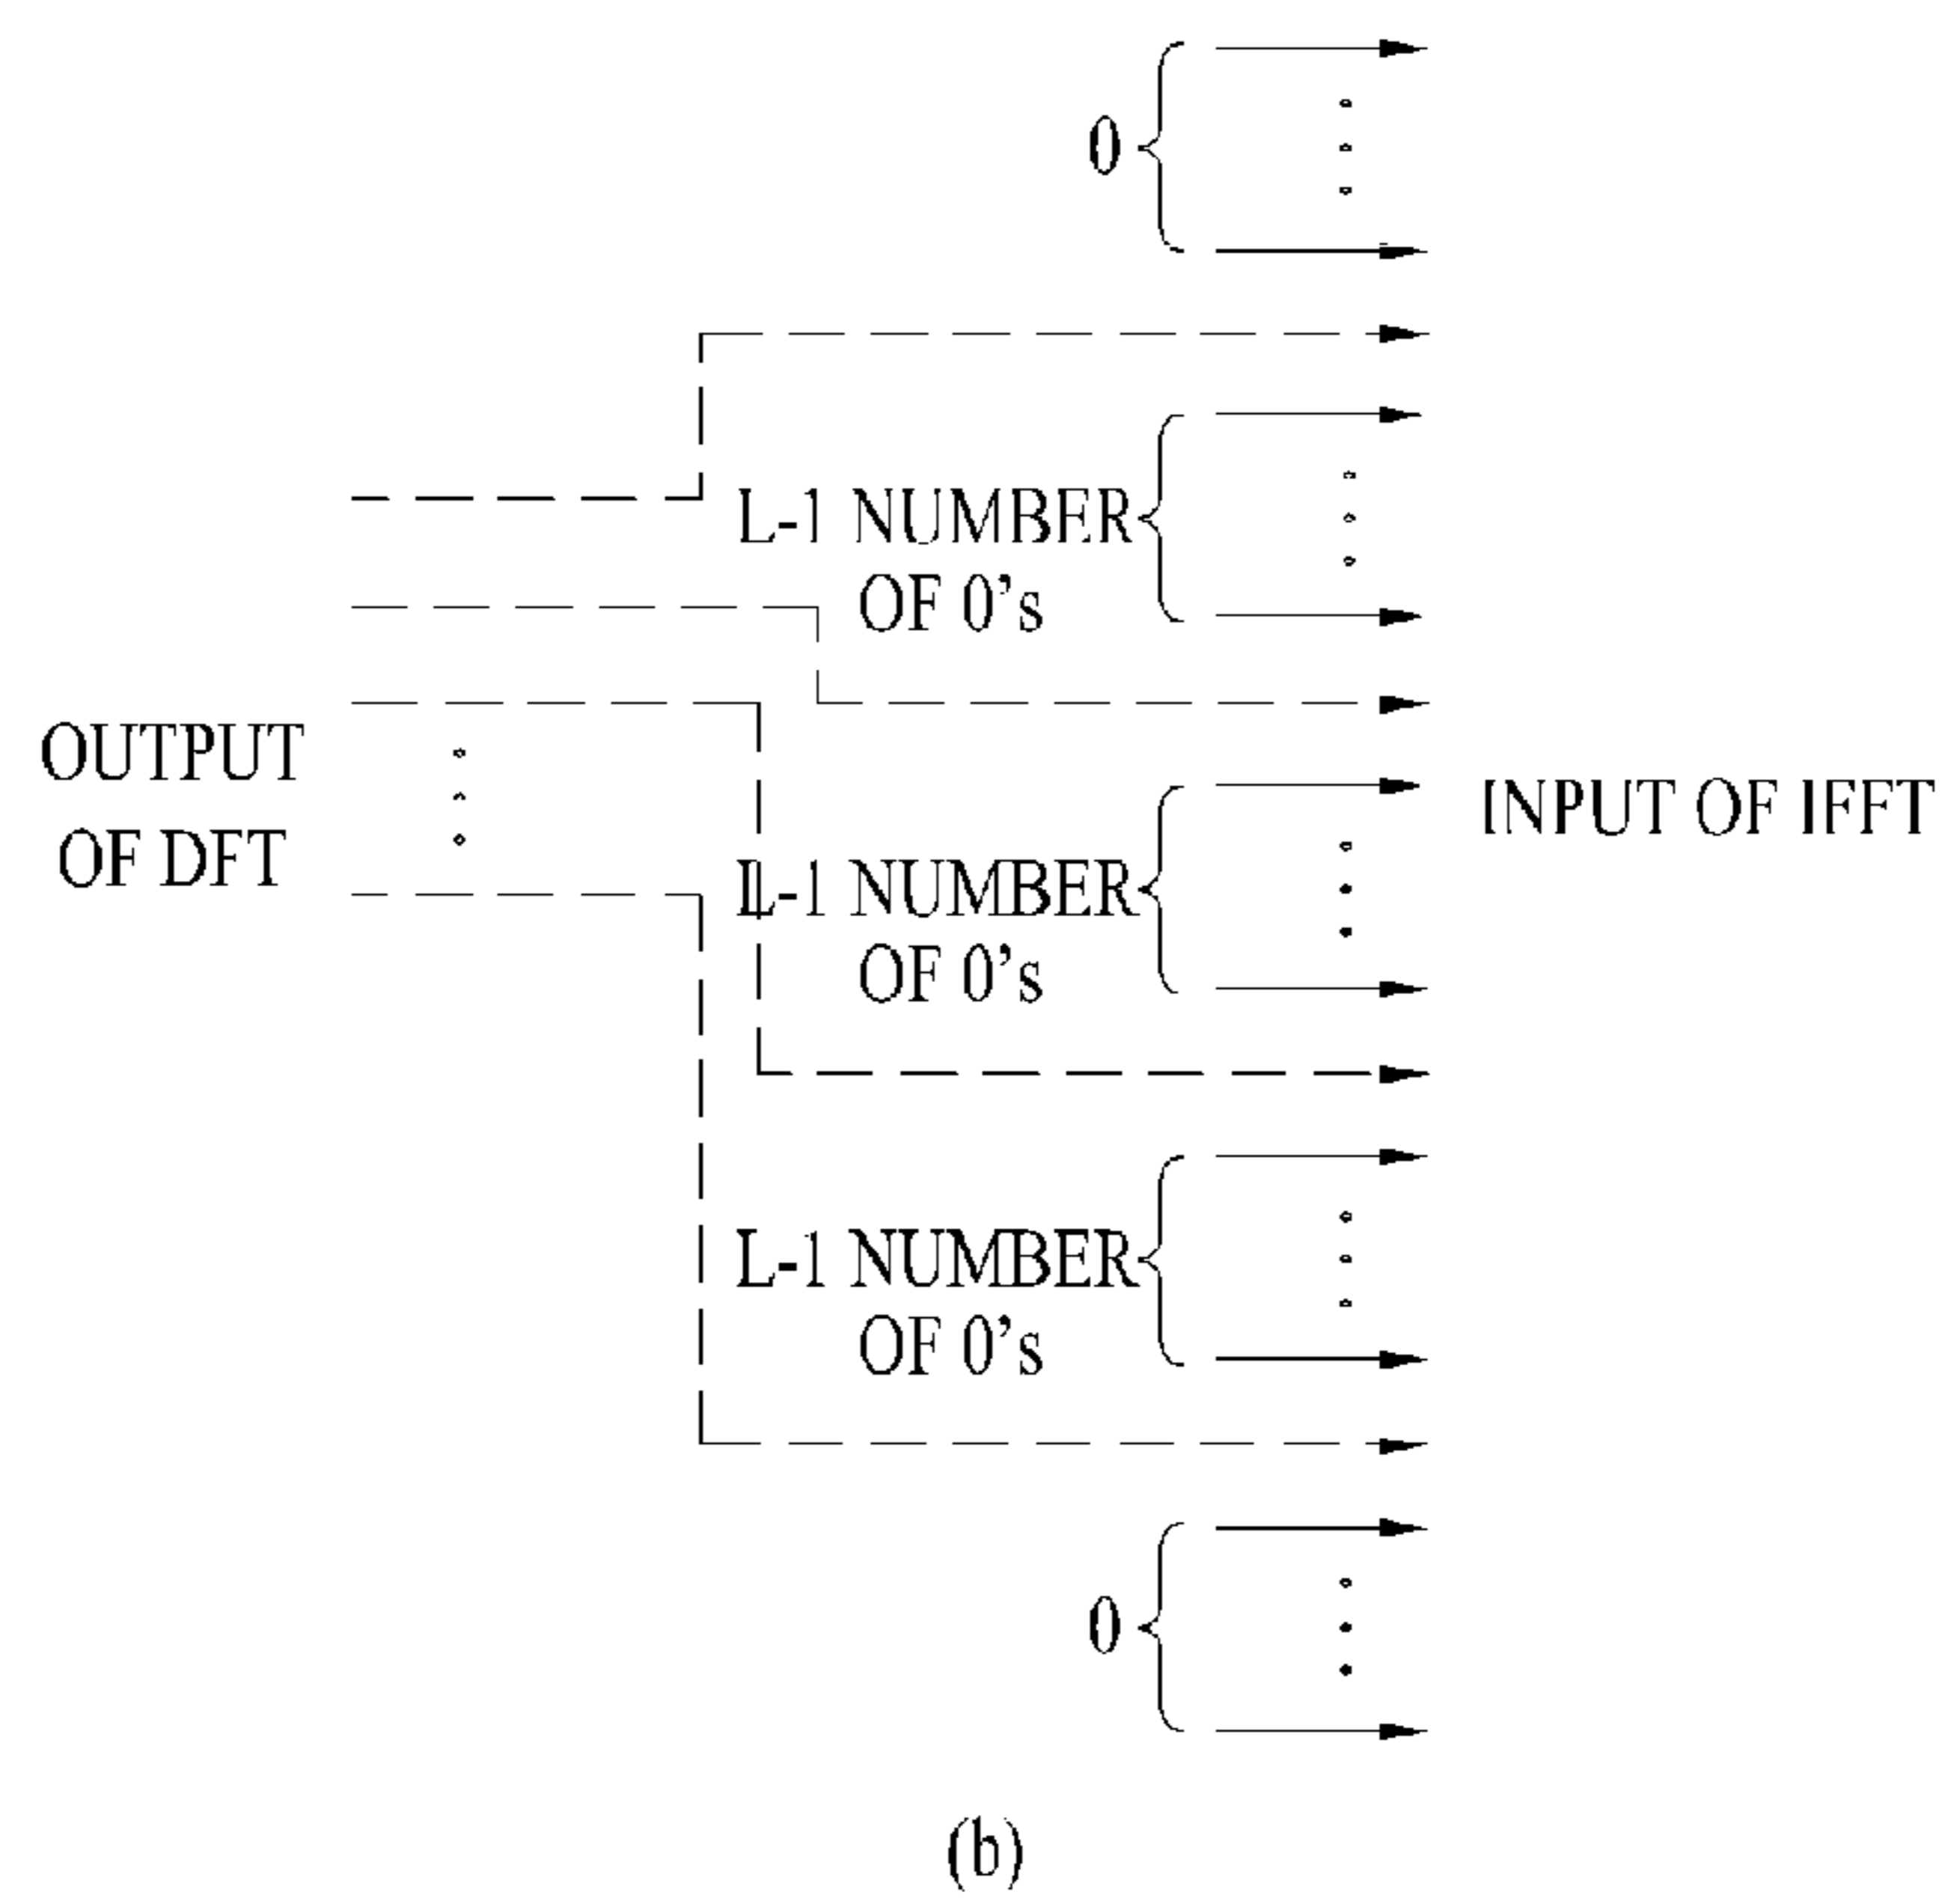 0
L-1 NUMBER
OF 0's
OUTPUT
OF DFT
L-1 NUMBER
OF 0's
INPUT OF IFFT
L-1 NUMBER
OF 0's
0
(b)